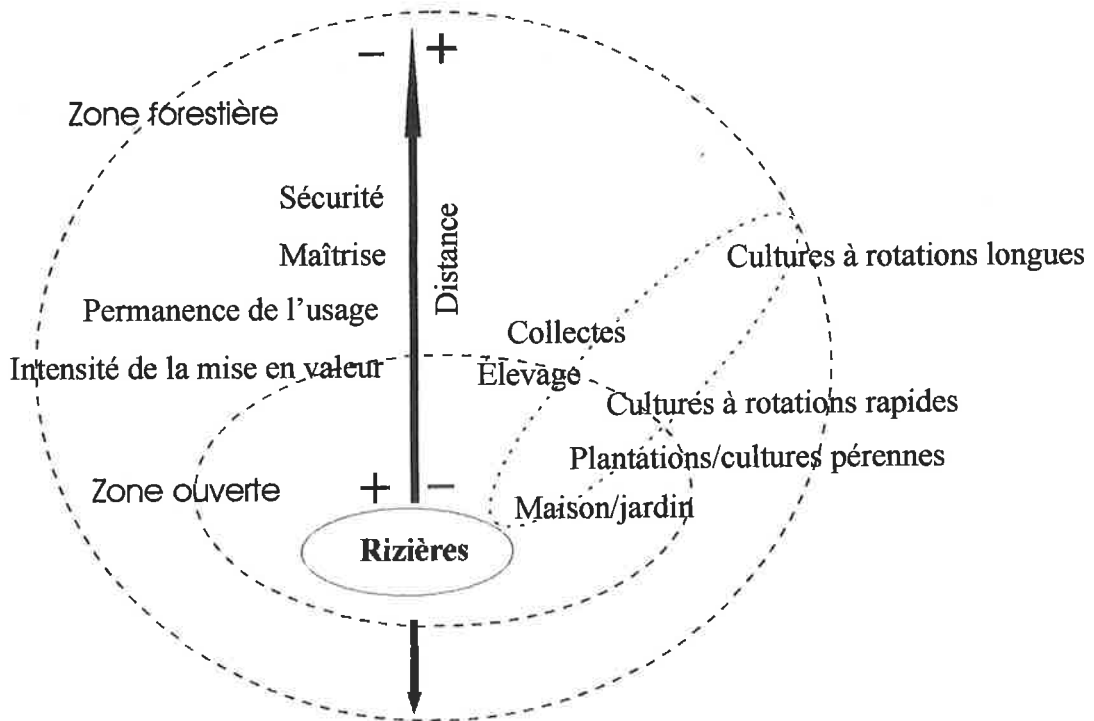 − +
Zone forestière
Sécurité
Distance
Maîtrise
Cultures à rotations longues
Permanence de l'usage
Collectes
Intensité de la mise en valeur
Elevage
Cultures à rotations rapides
Plantations/cultures pérennes
Zone ouverte
+ −
Maison/jardin
Rizières